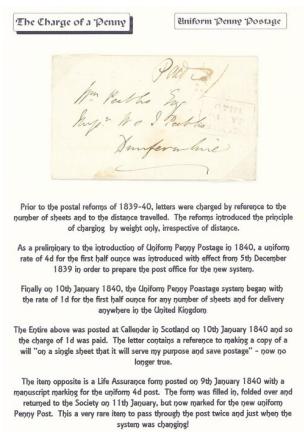 The Charge of a Penny
Uniform Penny Postage
Paid
Wm
Esqr
Dunfermline
Prior to the postal reforms of 1839-40, letters were charged by reference to the
number of sheets and to the distance travelled. The reforms introduced the principle
of charging by weight only, irrespective of distance.
As a preliminary to the introduction of Uniform Penny Postage in 1840, a uniform
rate of 4d for the first half ounce was introduced with effect from 5th December
1839 in order to prepare the post office for the new system.
Finally on 10th January 1840, the Uniform Penny Poastage system began with
the rate of 1d for the first half ounce for any number of sheets and for delivery
anywhere in the United Kingdom
The Entire above was posted at Callender in Scotland on 10th January 1840 and so
the charge of 1d was paid. The letter contains a reference to making a copy of a
will "on a single sheet that it will serve my purpose and save postage" - now no
longer true.
The item opposite is a Life Assurance form posted on 9th January 1840 with a
manuscript marking for the uniform 4d post. The form was filled in, folded over and
returned to the Society on 11th January, but now marked for the new uniform
Penny Post. This a very rare item to pass through the post twice and just when the
system was changing!